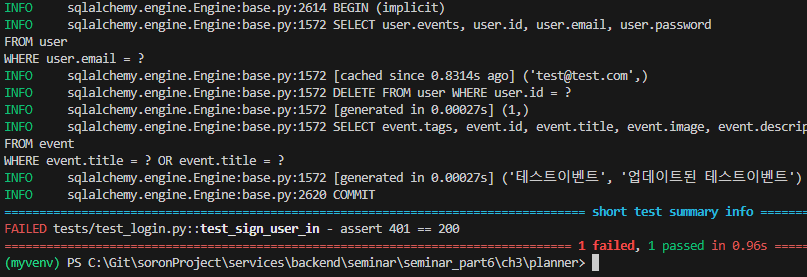 INFO     sqlalchemy.engine.Engine:base.py:2614 BEGIN (implicit)
INFO     sqlalchemy.engine.Engine:base.py:1572 SELECT user.events, user.id, user.email, user.password
FROM user
WHERE user.email = ?
INFO     sqlalchemy.engine.Engine:base.py:1572 [cached since 0.8314s ago] ('test@test.com',)
INFO     sqlalchemy.engine.Engine:base.py:1572 DELETE FROM user WHERE user.id = ?
INFO     sqlalchemy.engine.Engine:base.py:1572 [generated in 0.00027s] (1,)
INFO     sqlalchemy.engine.Engine:base.py:1572 SELECT event.tags, event.id, event.title, event.image, event.descrip
FROM event
WHERE event.title = ? OR event.title = ?
INFO     sqlalchemy.engine.Engine:base.py:1572 [generated in 0.00027s] ('테스트이벤트', '업데이트된 테스트이벤트')
INFO     sqlalchemy.engine.Engine:base.py:2620 COMMIT
short test summary info
FAILED tests/test_login.py::test_sign_user_in - assert 401 == 200
1 failed, 1 passed in 0.96s
(myvenv) PS C:\Git\soronProject\services\backend\seminar\seminar_part6\ch3\planner>